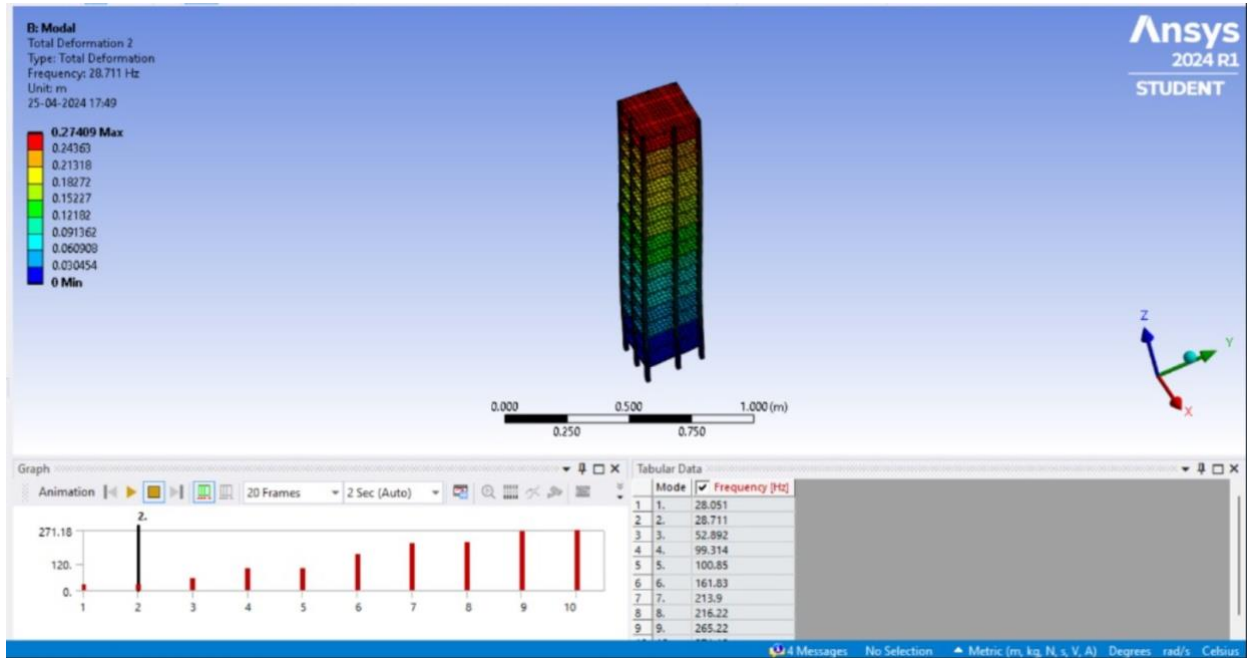 B: Modal
Total Deformation 2
Type: Total Deformation
Frequency: 28.711 Hz
Unit: m
25-04-2024 17:49
0.27409 Max
0.24363
0.21318
0.18272
0.15227
0.12182
0.091362
0.060908
0.030454
0 Min
Ansys
2024 R1
STUDENT
Z
Y
X
0.000 0.500 1.000 (m)
0.250 0.750
Graph
Animation 20 Frames 2 Sec (Auto)
2.
271.18
120.
0.
1 2 3 4 5 6 7 8 9 10
Tabular Data
Mode Frequency [Hz]
1 1. 28.051
2 2. 28.711
3 3. 52.892
4 4. 99.314
5 5. 100.85
6 6. 161.83
7 7. 213.9
8 8. 216.22
9 9. 265.22
4 Messages No Selection Metric (m, kg, N, s, V, A) Degrees rad/s Celsius